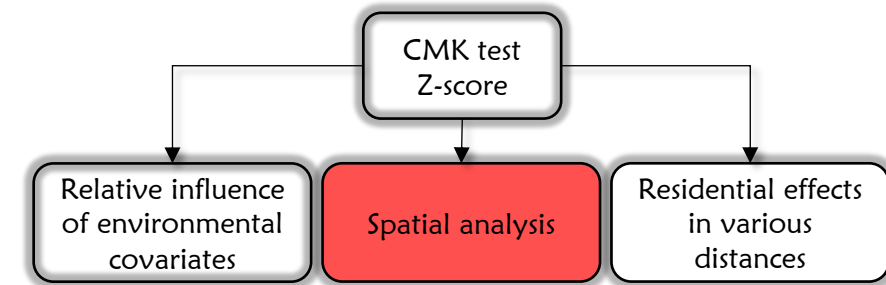 CMK test
Z-score
Relative influence
of environmental
covariates
Spatial analysis
Residential effects
in various
distances